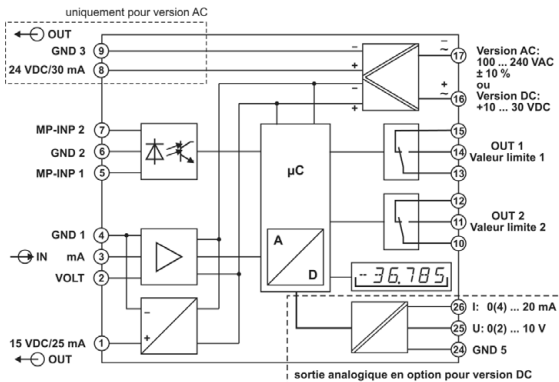 uniquement pour version AC
OUT
GND 3
9
24 VDC/30 mA
8
−
+
−
+
− ~
17
+ ~
16
Version AC:
100 ... 240 VAC
± 10 %
ou
Version DC:
+10 ... 30 VDC
MP-INP 2
7
GND 2
6
MP-INP 1
5
µC
15
14
13
OUT 1
Valeur limite 1
12
11
10
OUT 2
Valeur limite 2
GND 1
4
IN
mA
3
VOLT
2
A
D
-36.785
−
+
15 VDC/25 mA
1
OUT
26
I: 0(4) ... 20 mA
25
U: 0(2) ... 10 V
24
GND 5
sortie analogique en option pour version DC